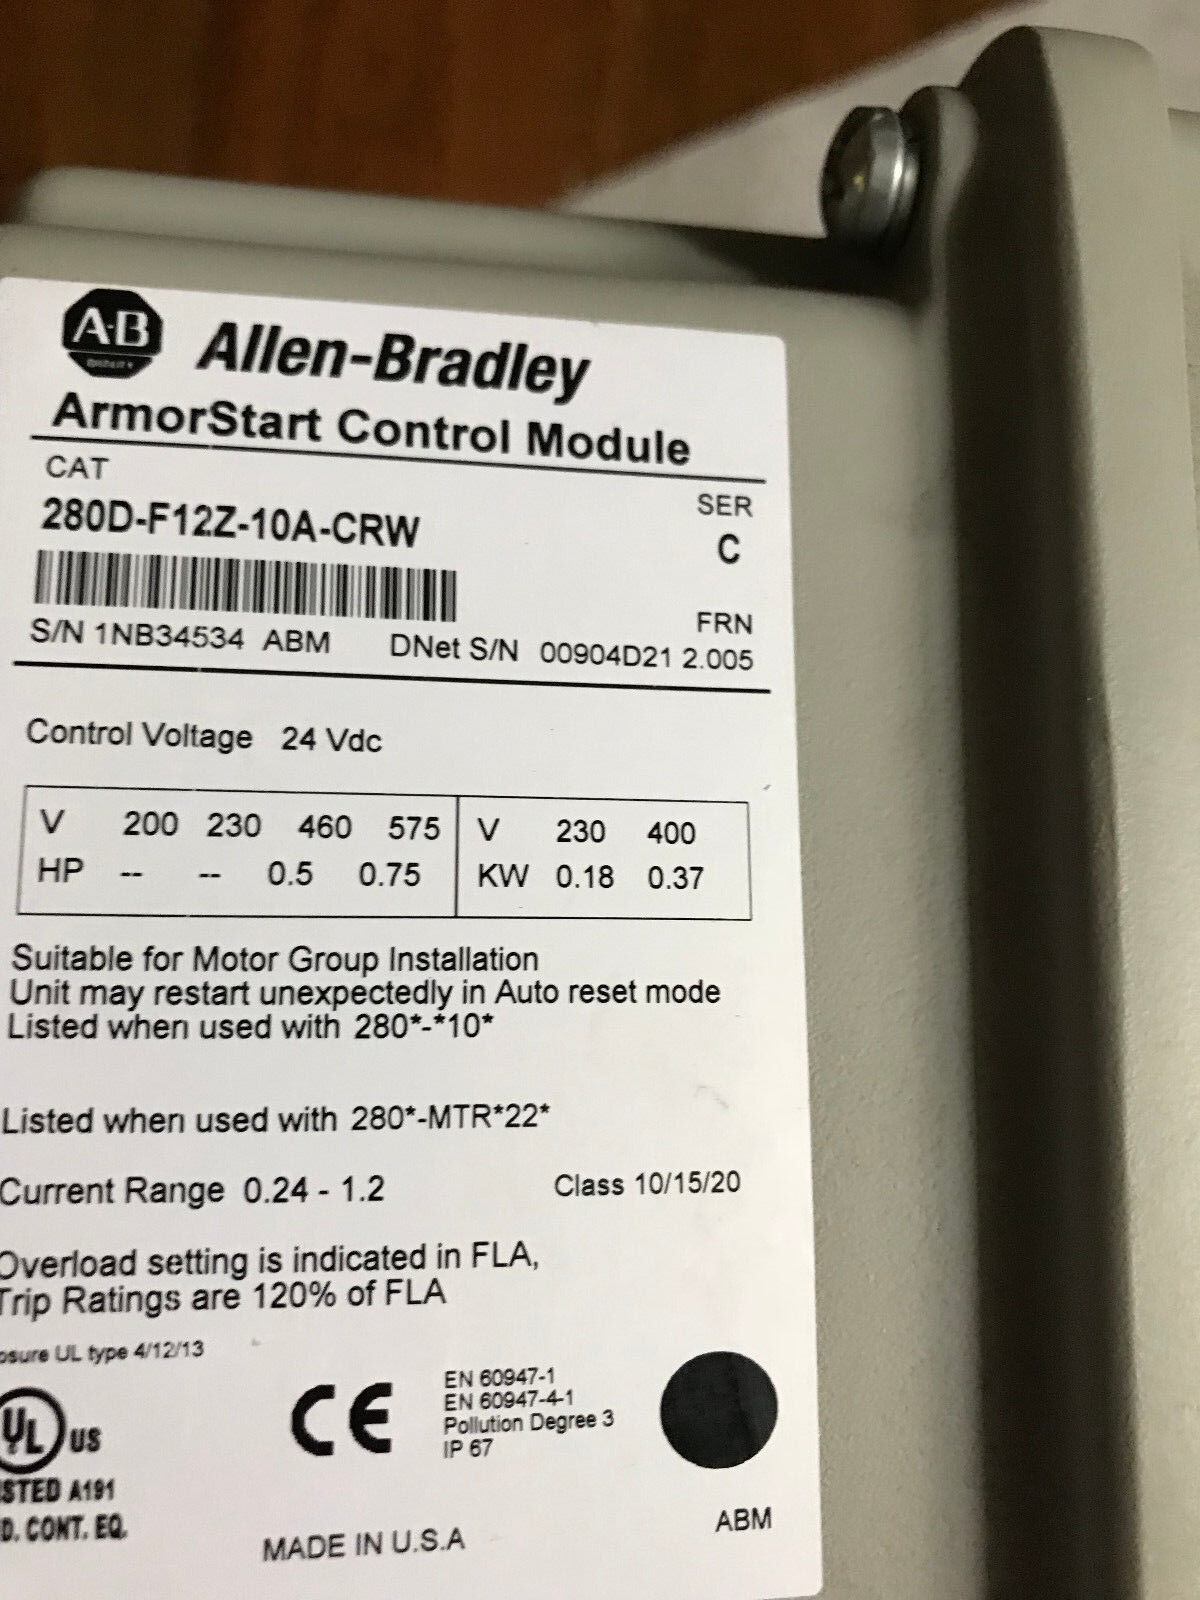 A·B
Allen-Bradley
ArmorStart Control Module
CAT
SER
280D-F12Z-10A-CRW
C
FRN
S/N 1NB34534 ABM DNet S/N 00904D21 2.005
Control Voltage 24 Vdc
V 200 230 460 575 V 230 400
HP -- -- 0.5 0.75 KW 0.18 0.37
Suitable for Motor Group Installation
Unit may restart unexpectedly in Auto reset mode
Listed when used with 280*-*10*
Listed when used with 280*-MTR*22*
Current Range 0.24 - 1.2 Class 10/15/20
Overload setting is indicated in FLA,
Trip Ratings are 120% of FLA
osure UL type 4/12/13
EN 60947-1
EN 60947-4-1
Pollution Degree 3
IP 67
CE
UL US
STED A191
D. CONT. EQ.
MADE IN U.S.A
ABM